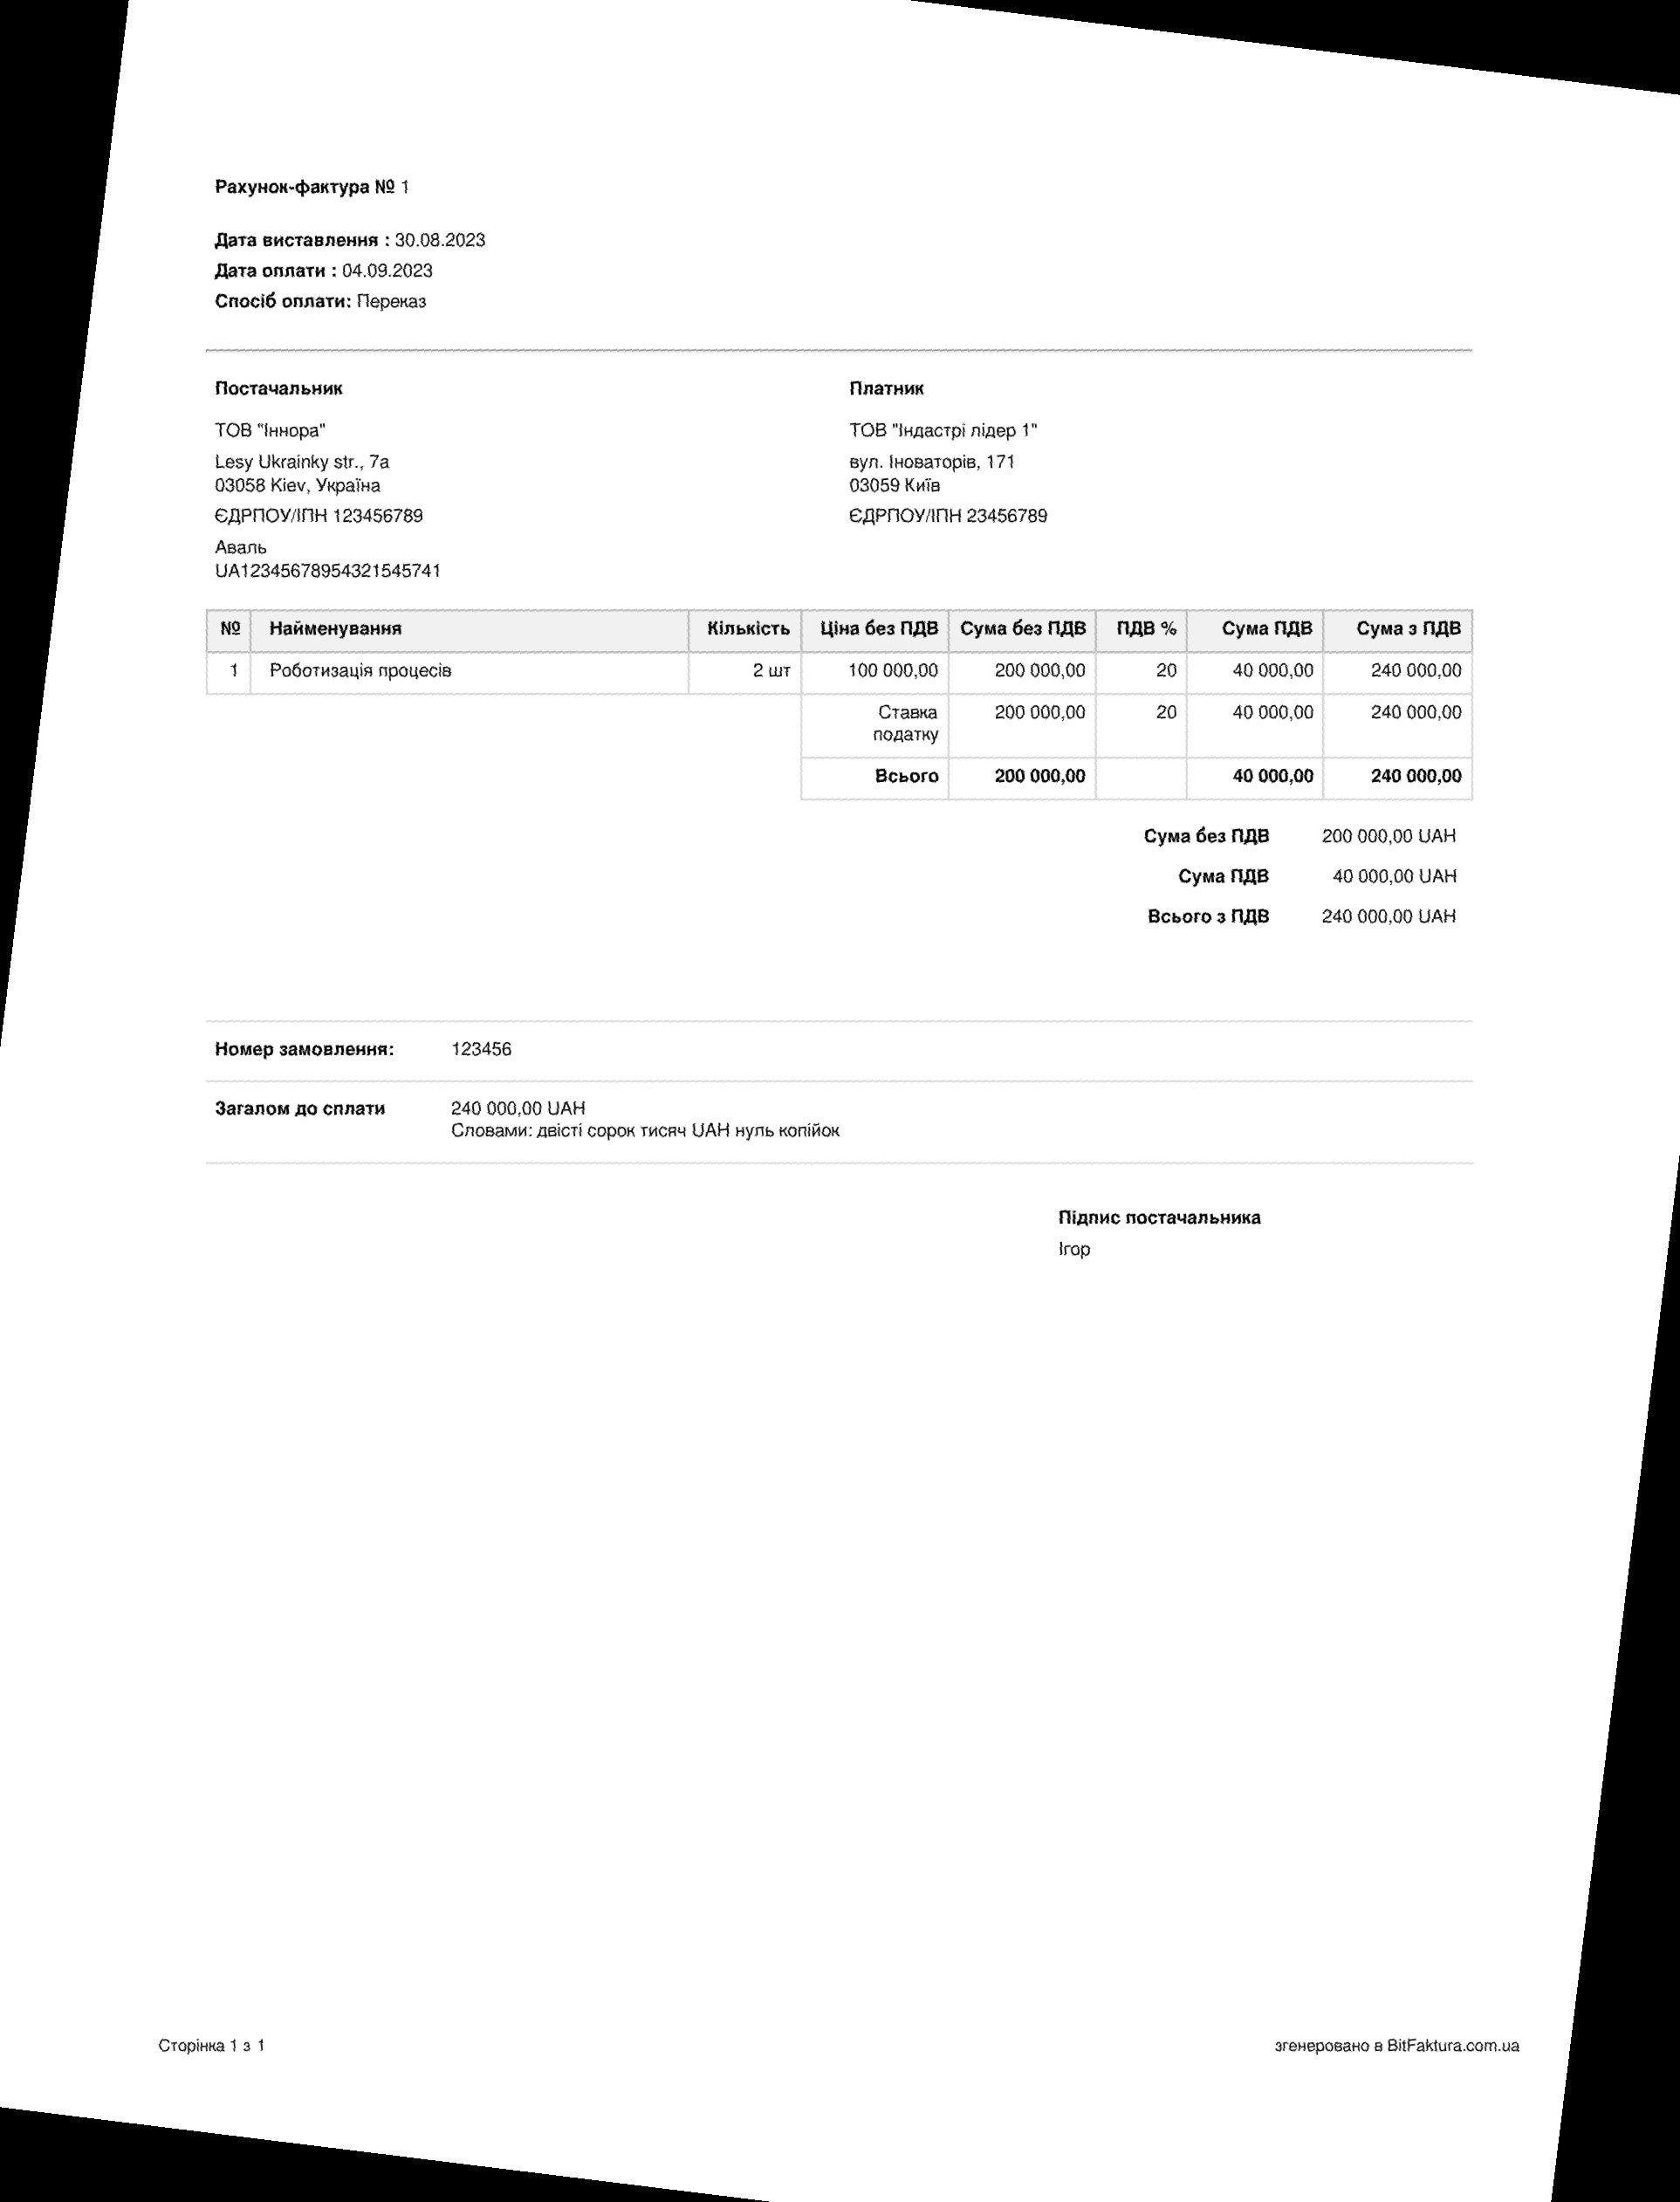 Рахунок-фактура № 1
Дата виставлення : 30.08.2023
Дата оплати : 04.09.2023
Спосіб оплати: Переказ
Постачальник
ТОВ "Іннора"
Lesy Ukrainky str., 7a
03058 Kiev, Україна
ЄДРПОУ/ІПН 123456789
Аваль
UA12345678954321545741
Платник
ТОВ "Індастрі лідер 1"
вул. Іноваторів, 171
03059 Київ
ЄДРПОУ/ІПН 23456789
№ Найменування Кількість Ціна без ПДВ Сума без ПДВ ПДВ % Сума ПДВ Сума з ПДВ
1 Роботизація процесів 2 шт 100 000,00 200 000,00 20 40 000,00 240 000,00
Ставка податку 200 000,00 20 40 000,00 240 000,00
Всього 200 000,00 40 000,00 240 000,00
Сума без ПДВ 200 000,00 UAH
Сума ПДВ 40 000,00 UAH
Всього з ПДВ 240 000,00 UAH
Номер замовлення: 123456
Загалом до сплати 240 000,00 UAH
Словами: двісті сорок тисяч UAH нуль копійок
Підпис постачальника
Ігор
Сторінка 1 з 1
згенеровано в BitFaktura.com.ua